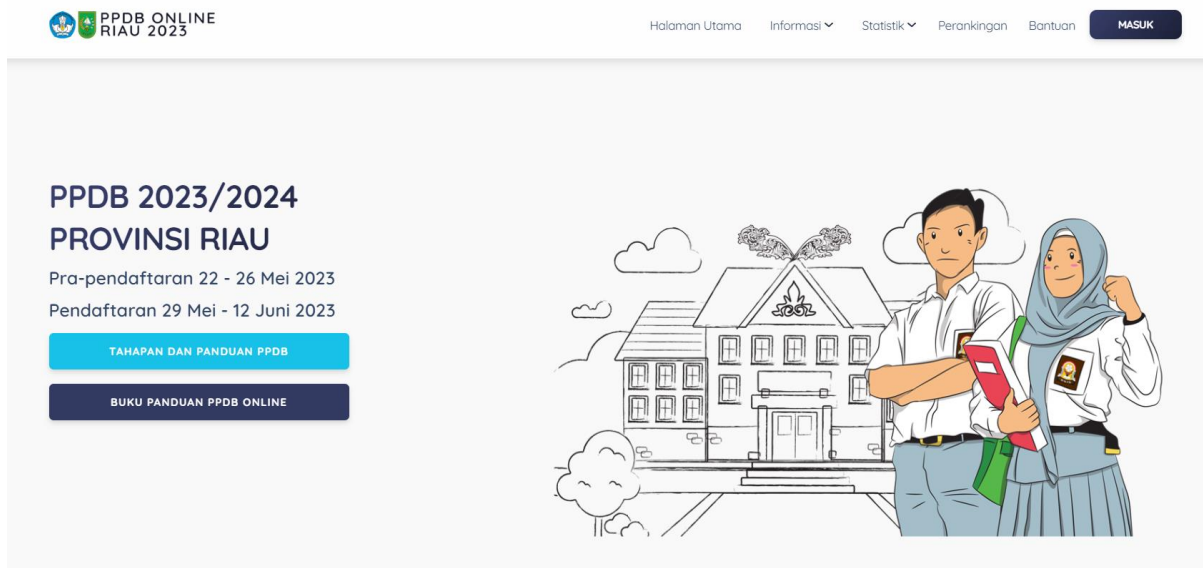 PPDB ONLINE
RIAU 2023
Halaman Utama Informasi Statistik Perankingan Bantuan MASUK
PPDB 2023/2024
PROVINSI RIAU
Pra-pendaftaran 22 - 26 Mei 2023
Pendaftaran 29 Mei - 12 Juni 2023
TAHAPAN DAN PANDUAN PPDB
BUKU PANDUAN PPDB ONLINE